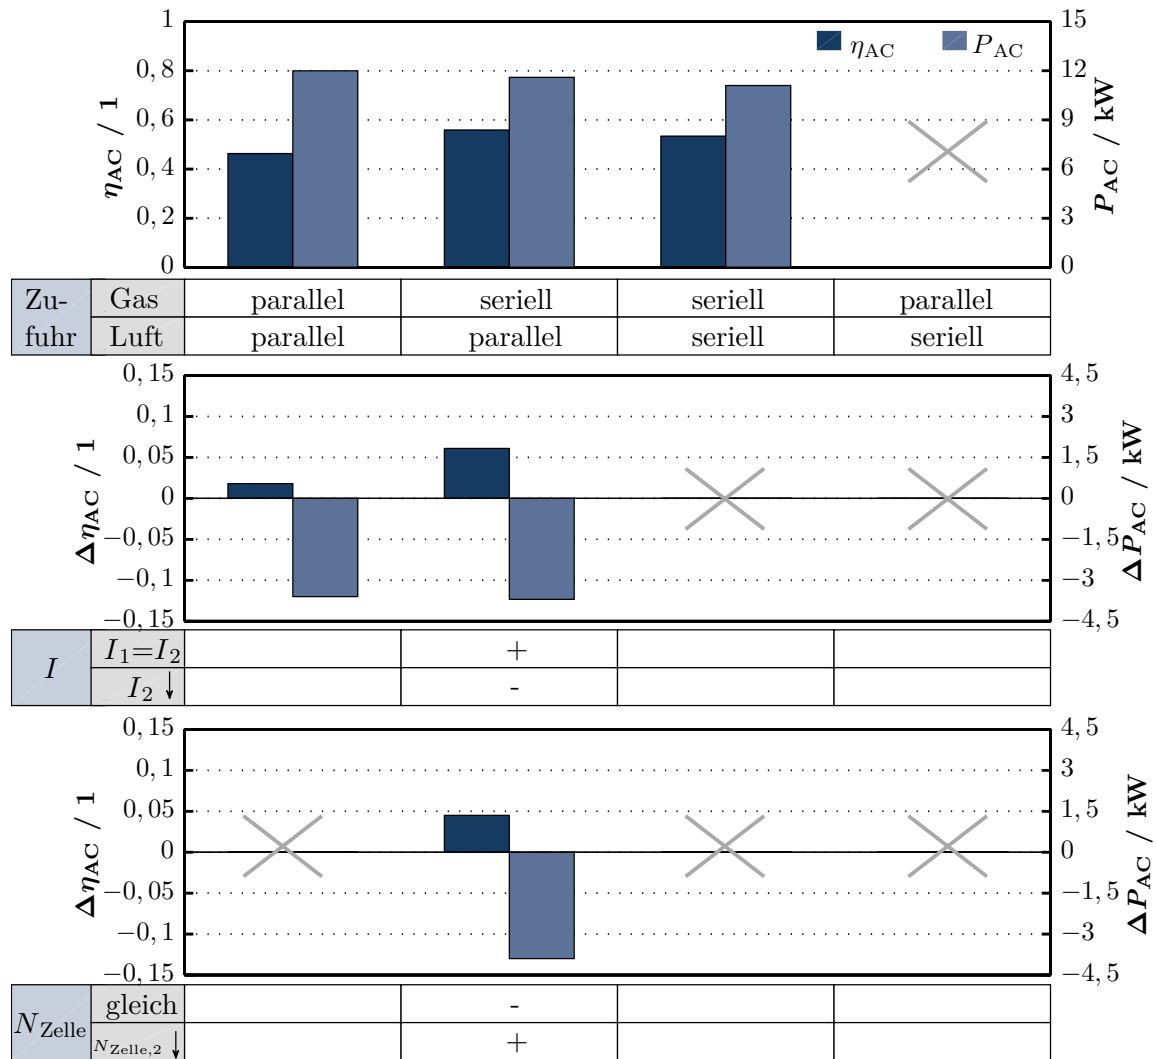 1 15
η_AC P_AC
0,8 12
0,6 9
0,4 6
0,2 3
0 0
η_AC / 1
P_AC / kW
Zu- Gas parallel seriell seriell parallel
fuhr Luft parallel parallel seriell seriell
0,15 4,5
0,1 3
0,05 1,5
0 0
−0,05 −1,5
−0,1 −3
−0,15 −4,5
Δη_AC / 1
ΔP_AC / kW
I I₁=I₂ +
I₂ ↓ -
0,15 4,5
0,1 3
0,05 1,5
0 0
−0,05 −1,5
−0,1 −3
−0,15 −4,5
Δη_AC / 1
ΔP_AC / kW
N_Zelle gleich -
N_Zelle,2 ↓ +